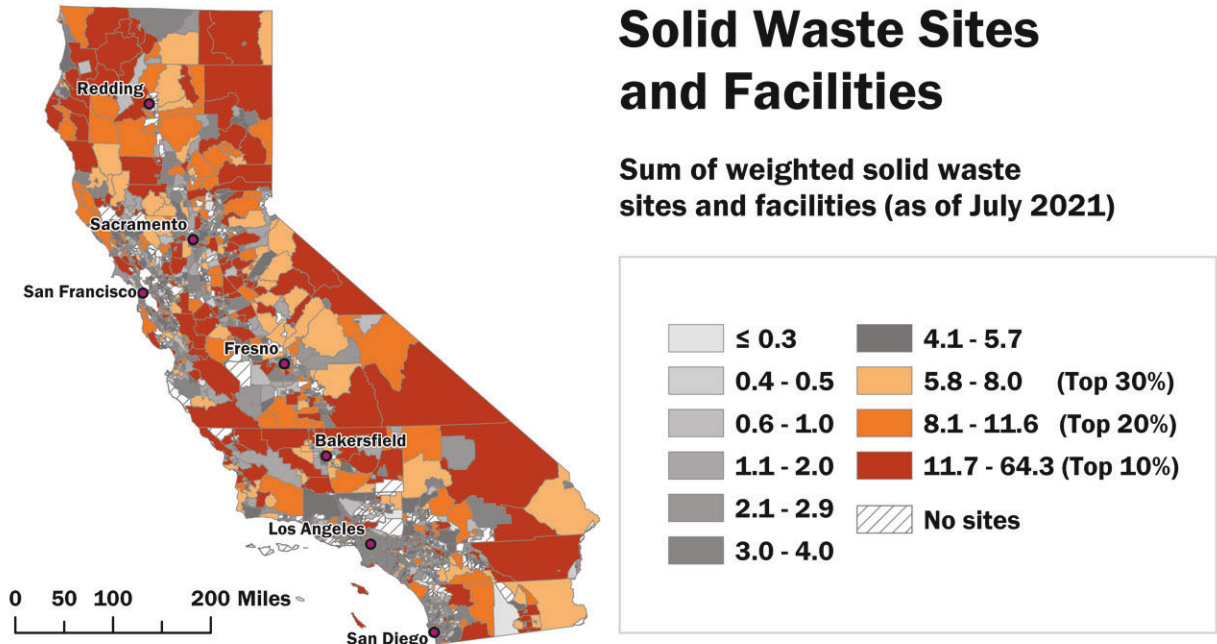 Solid Waste Sites
and Facilities
Sum of weighted solid waste
sites and facilities (as of July 2021)
Redding
Sacramento
San Francisco
Fresno
Bakersfield
Los Angeles
San Diego
0 50 100 200 Miles
≤ 0.3
0.4 - 0.5
0.6 - 1.0
1.1 - 2.0
2.1 - 2.9
3.0 - 4.0
4.1 - 5.7
5.8 - 8.0 (Top 30%)
8.1 - 11.6 (Top 20%)
11.7 - 64.3 (Top 10%)
No sites